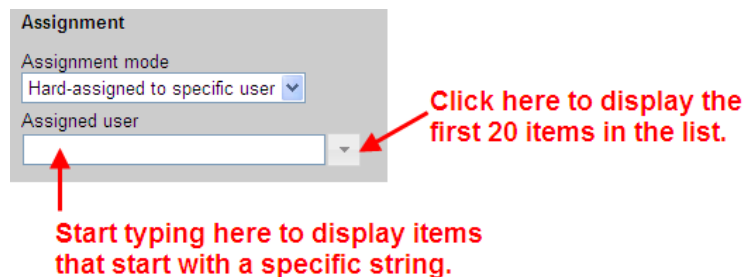 Assignment
Assignment mode
Hard-assigned to specific user
Assigned user
Click here to display the
first 20 items in the list.
Start typing here to display items
that start with a specific string.